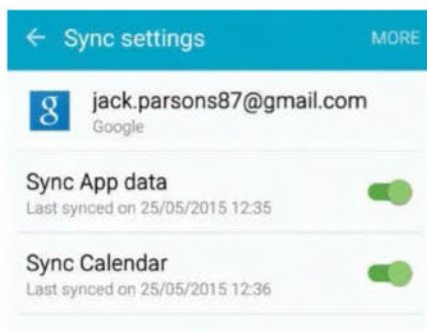 ← Sync settings MORE
g jack.parsons87@gmail.com
Google
Sync App data
Last synced on 25/05/2015 12:35
Sync Calendar
Last synced on 25/05/2015 12:36